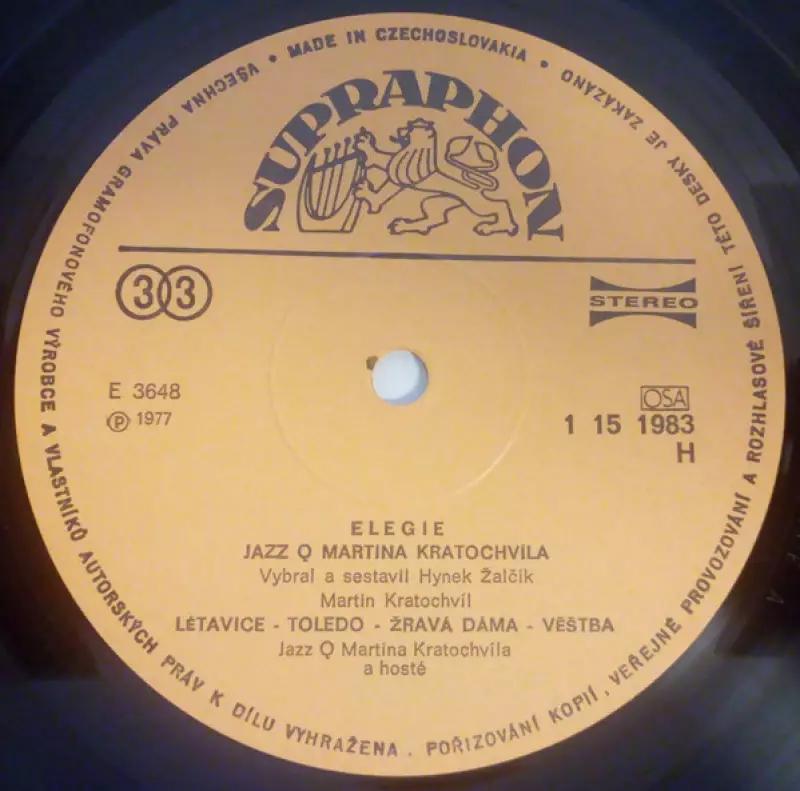 VŠECHNA PRÁVA GRAMOFONOVÉHO VÝROBCE A VLASTNÍKŮ AUTORSKÝCH PRÁV K DÍLU VYHRAŽENA . POŘIZOVÁNÍ KOPIÍ , VEŘEJNÉ PROVOZOVÁNÍ A ROZHLASOVÉ ŠÍŘENÍ TÉTO DESKY JE ZAKÁZÁNO
• MADE IN CZECHOSLOVAKIA •
SUPRAPHON
33
STEREO
E 3648
Ⓟ 1977
OSA
1 15 1983
H
ELEGIE
JAZZ Q MARTINA KRATOCHVÍLA
Vybral a sestavil Hynek Žalčík
Martin Kratochvíl
LÉTAVICE - TOLEDO - ŽRAVÁ DÁMA - VĚŠTBA
Jazz Q Martina Kratochvíla
a hosté